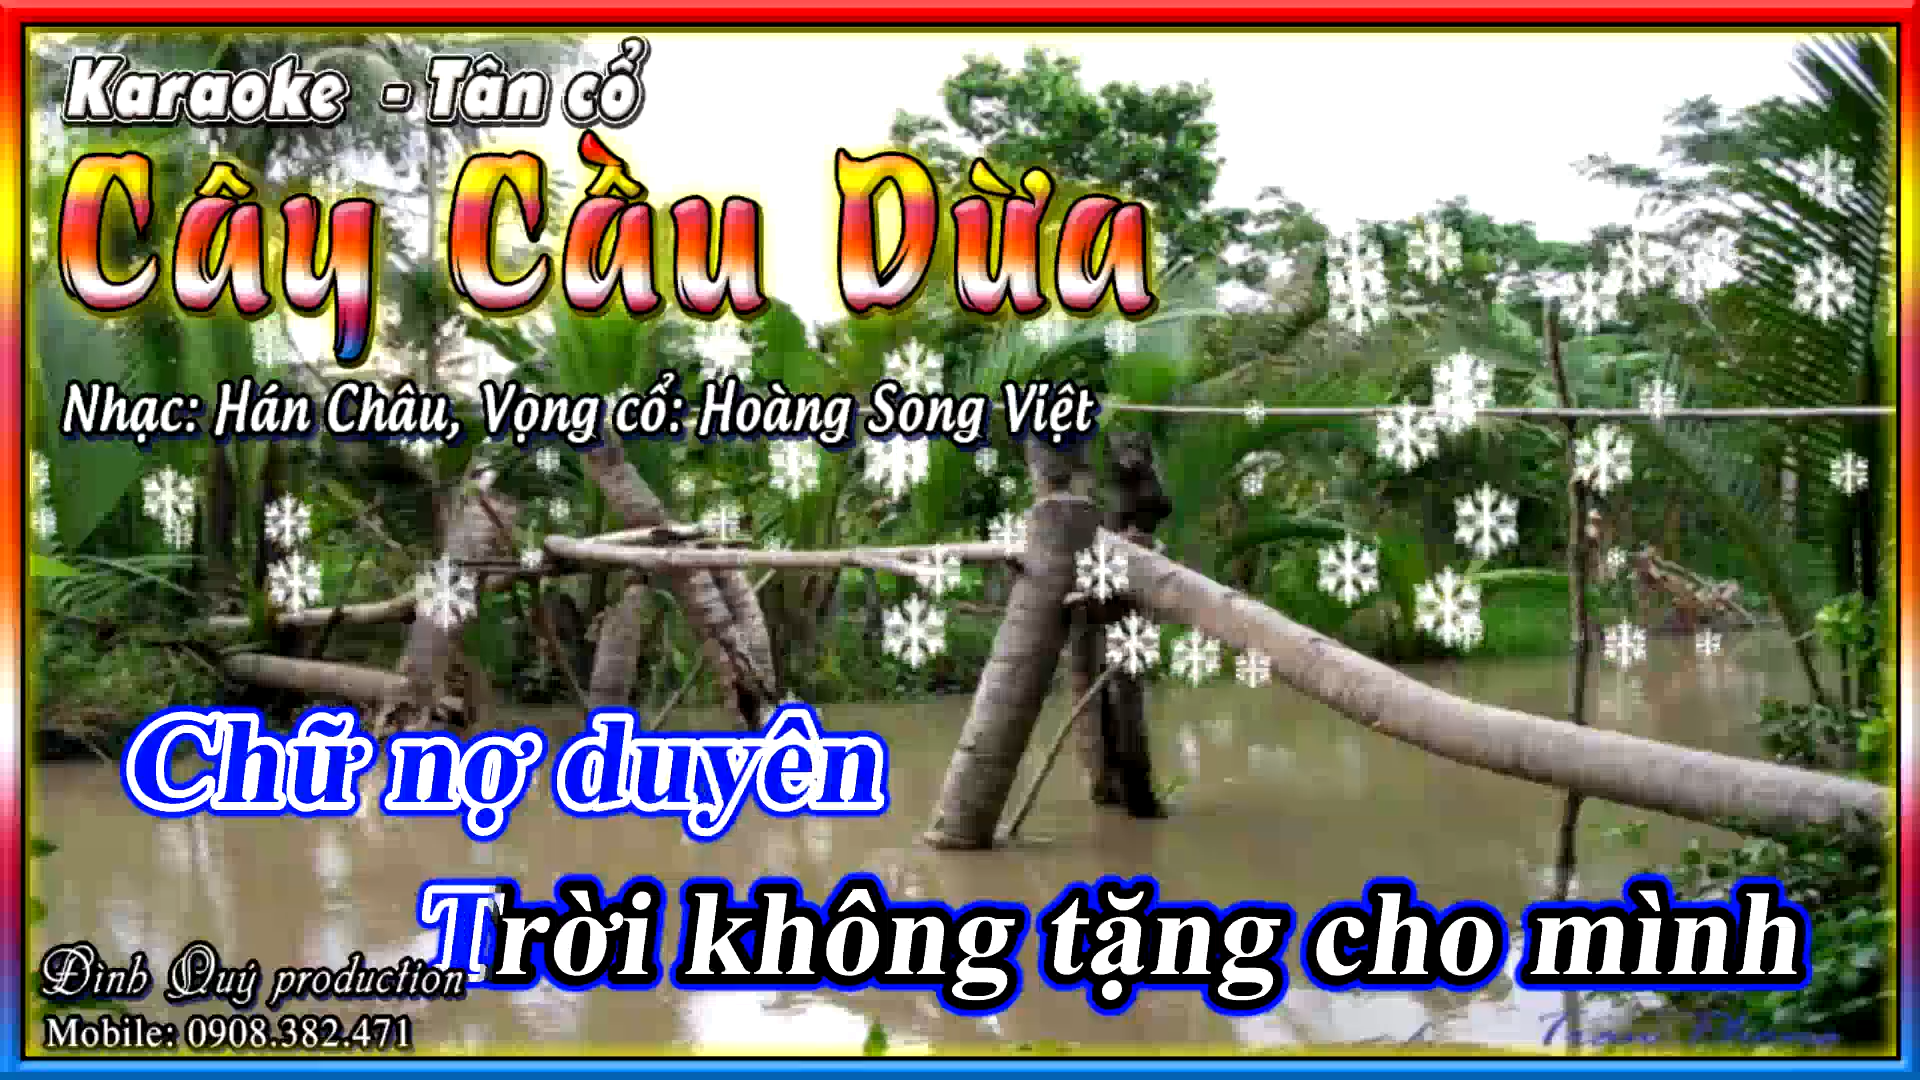 Karaoke - Tân cổ
Cây Cầu Dừa
Nhạc: Hán Châu, Vọng cổ: Hoàng Song Việt
Chữ nợ duyên
Trời không tặng cho mình
Đình Quý production
Mobile: 0908.382.471